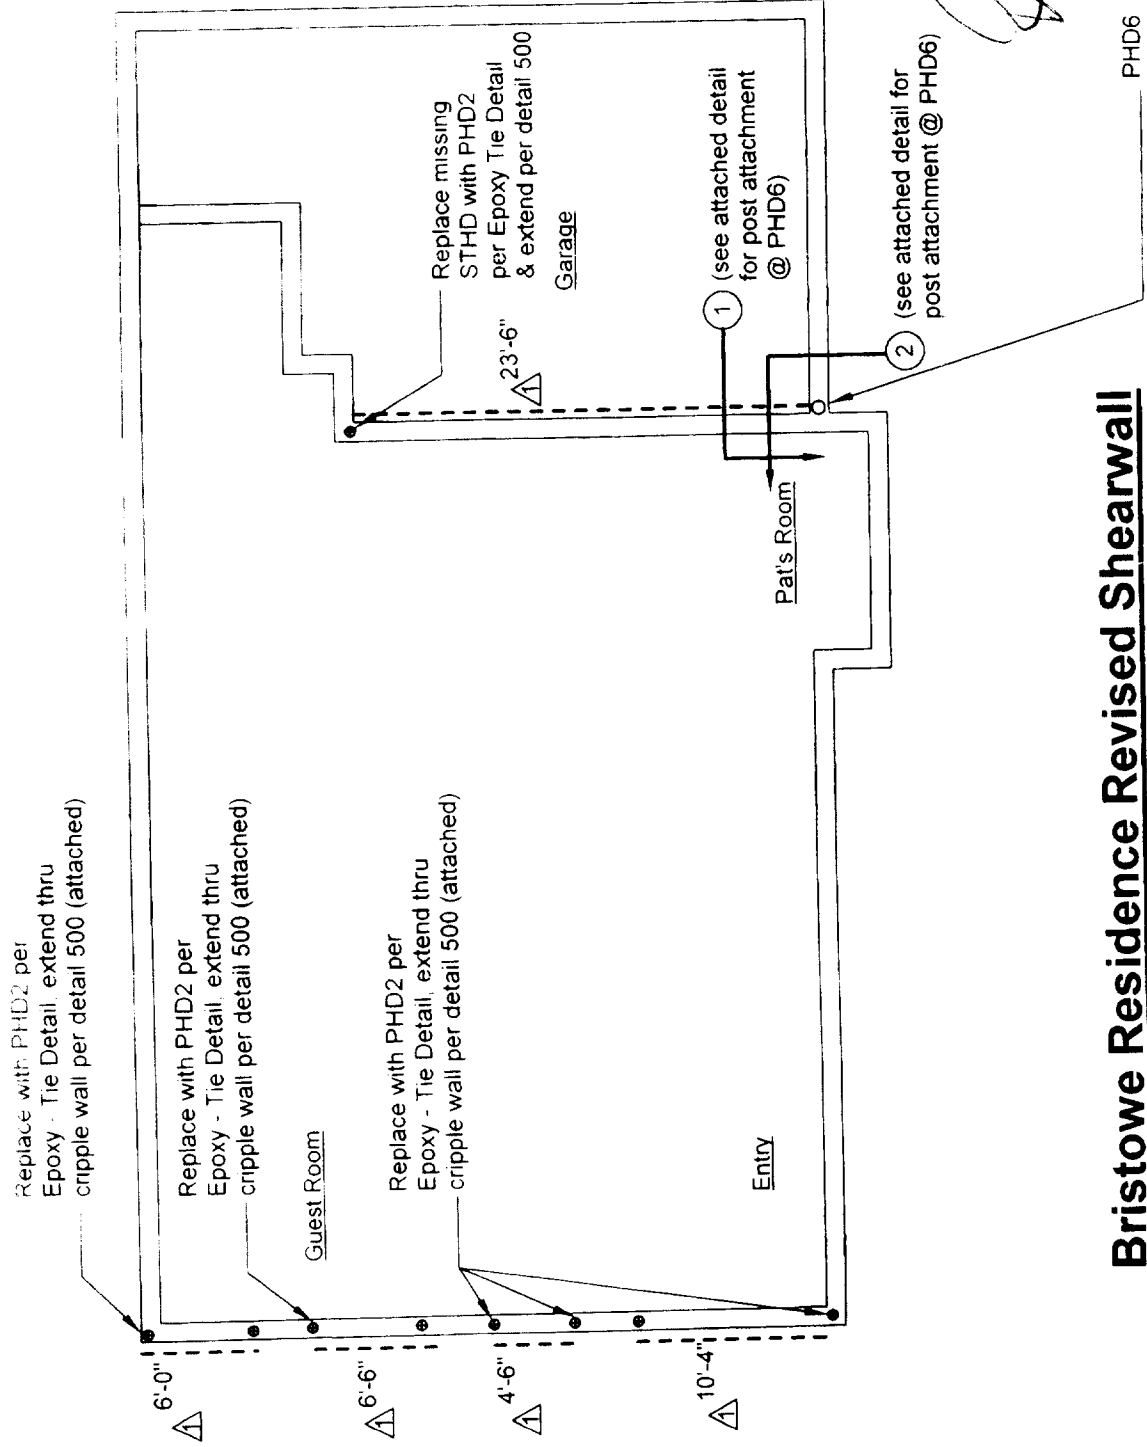 Replace with PHD2 per
Epoxy - Tie Detail, extend thru
cripple wall per detail 500 (attached)
Replace with PHD2 per
Epoxy - Tie Detail, extend thru
cripple wall per detail 500 (attached)
Guest Room
Replace with PHD2 per
Epoxy - Tie Detail, extend thru
cripple wall per detail 500 (attached)
Entry
6'-0"
1
6'-6"
1
4'-6"
1
10'-4"
1
Replace missing
STHD with PHD2
per Epoxy Tie Detail
& extend per detail 500
Garage
23'-6"
1
1
(see attached detail
for post attachment
@ PHD6)
2
(see attached detail for
post attachment @ PHD6)
Pat's Room
PHD6
Bristowe Residence Revised Shearwall